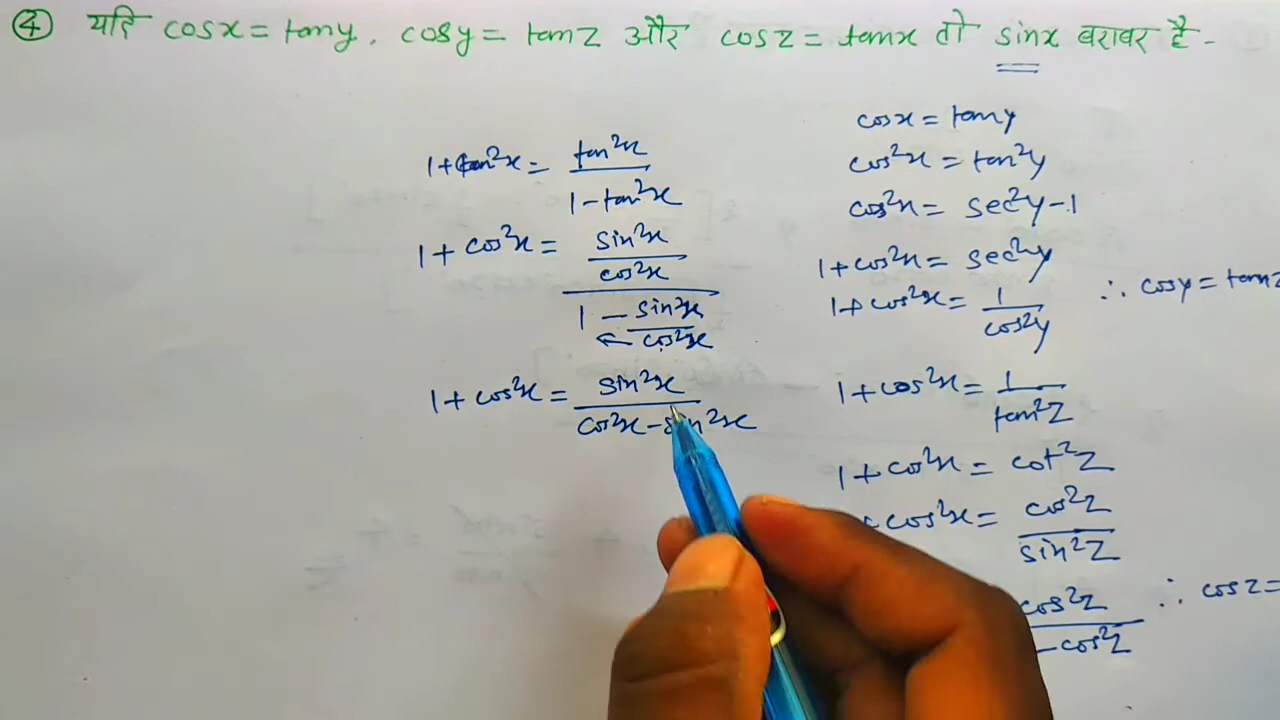 ④ यदि cosx = tany, cosy = tanz और cosz = tanx तो sinx बराबर है -
cosx = tany
cos²x = tan²y
cos²x = sec²y - 1
1 + cos²x = sec²y
1 + cos²x = 1/cos²y ∴ cosy = tanz
1 + cos²x = 1/tan²z
1 + cos²x = cot²z
cos²x = cos²z/sin²z
cos²z/-cos²z ∴ cosz =
1 + tan²x = tan²x/1 - tan²x
1 + cos²x = sin²x/cos²x / 1 - sin²x/cos²x
1 + cos²x = sin²x/cos²x - sin²x